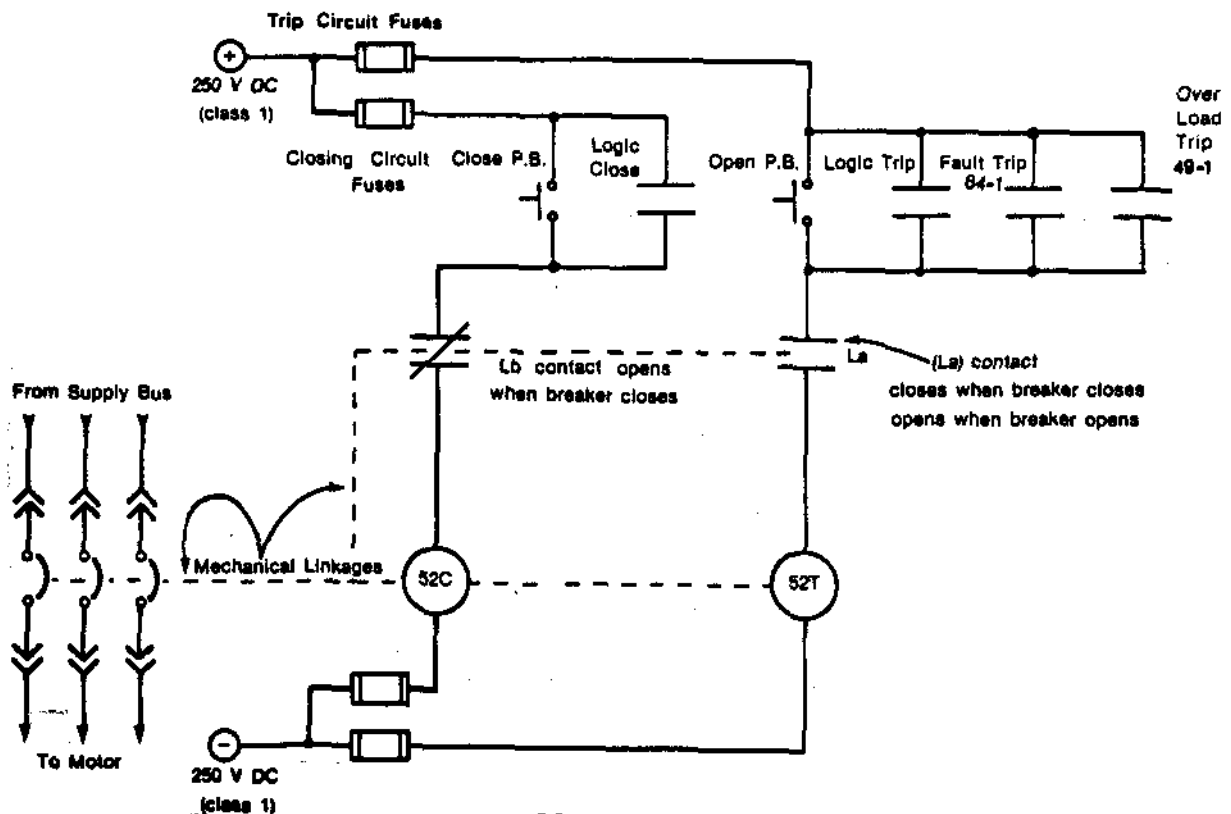 Trip Circuit Fuses
250 V DC
(class 1)
Closing Circuit
Fuses
Close P.B.
Logic
Close
Open P.B.
Logic Trip
Fault Trip
64-1
Over
Load
Trip
49-1
Lb contact opens
when breaker closes
La
(La) contact
closes when breaker closes
opens when breaker opens
From Supply Bus
Mechanical Linkages
52C
52T
To Motor
250 V DC
(class 1)